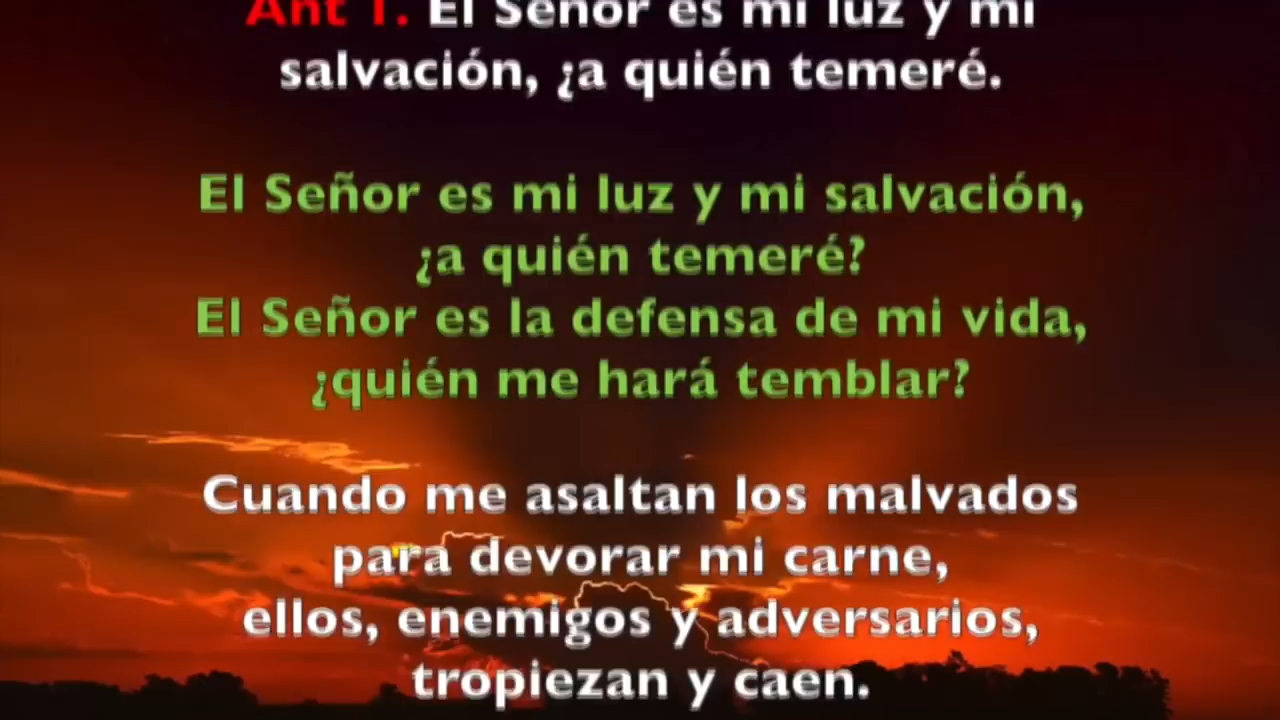 Ant 1. El Señor es mi luz y mi
salvación, ¿a quién temeré.
El Señor es mi luz y mi salvación,
¿a quién temeré?
El Señor es la defensa de mi vida,
¿quién me hará temblar?
Cuando me asaltan los malvados
para devorar mi carne,
ellos, enemigos y adversarios,
tropiezan y caen.